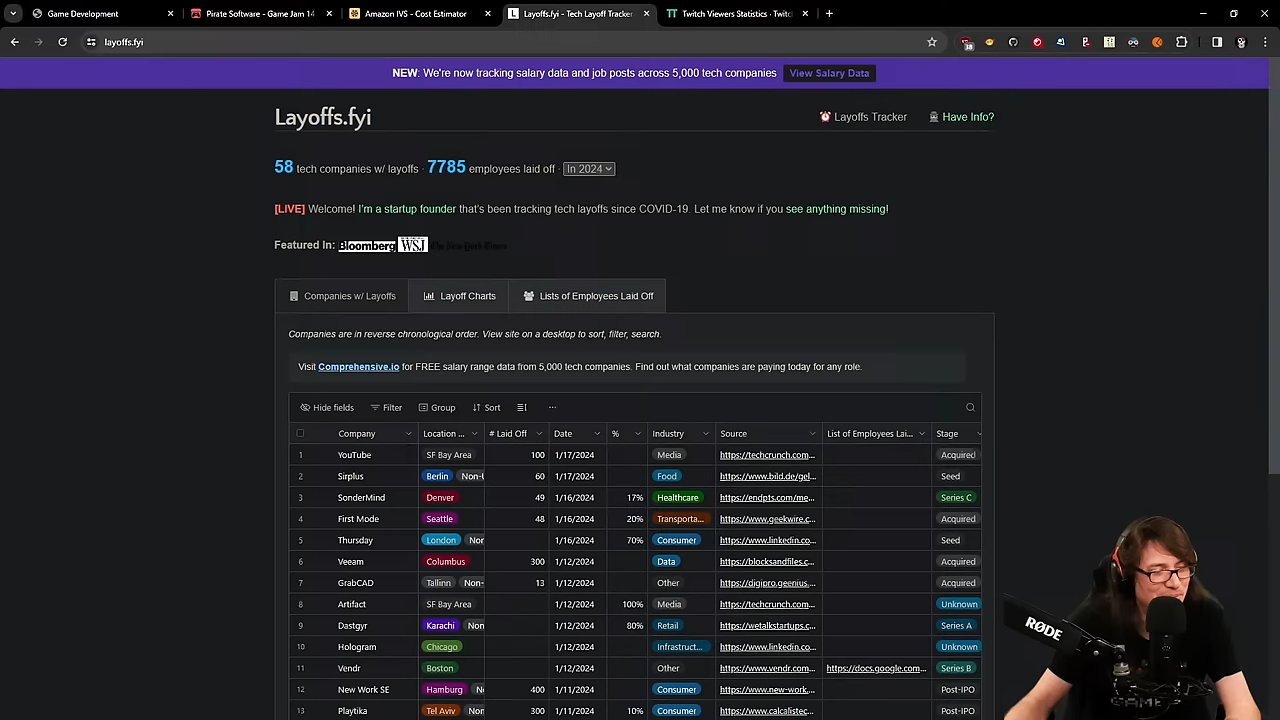 Game Development
Pirate Software - Game Jam 14
Amazon IVS - Cost Estimator
Layoffs.fyi - Tech Layoff Tracker
Twitch Viewers Statistics · Twitc
layoffs.fyi
38
NEW: We're now tracking salary data and job posts across 5,000 tech companies View Salary Data
Layoffs.fyi
Layoffs Tracker
Have Info?
58 tech companies w/ layoffs · 7785 employees laid off · In 2024
[LIVE] Welcome! I'm a startup founder that's been tracking tech layoffs since COVID-19. Let me know if you see anything missing!
Featured In: Bloomberg WSJ The New York Times
Companies w/ Layoffs
Layoff Charts
Lists of Employees Laid Off
Companies are in reverse chronological order. View site on a desktop to sort, filter, search.
Visit Comprehensive.io for FREE salary range data from 5,000 tech companies. Find out what companies are paying today for any role.
Hide fields Filter Group Sort ...
Company Location ... # Laid Off Date % Industry Source List of Employees Lai... Stage
1 YouTube SF Bay Area 100 1/17/2024 Media https://techcrunch.com... Acquired
2 Sirplus Berlin Non-U 60 1/17/2024 Food https://www.bild.de/gel... Seed
3 SonderMind Denver 49 1/16/2024 17% Healthcare https://endpts.com/me... Series C
4 First Mode Seattle 48 1/16/2024 20% Transporta... https://www.geekwire.c... Acquired
5 Thursday London Non 1/16/2024 70% Consumer https://www.linkedin.co... Seed
6 Veeam Columbus 300 1/12/2024 Data https://blocksandfiles.c... Acquired
7 GrabCAD Tallinn Non- 13 1/12/2024 Other https://digipro.geenius... Acquired
8 Artifact SF Bay Area 1/12/2024 100% Media https://techcrunch.com... Unknown
9 Dastgyr Karachi Non 1/12/2024 80% Retail https://wetalkstartups.c... Series A
10 Hologram Chicago 1/12/2024 Infrastruct... https://www.linkedin.co... Unknown
11 Vendr Boston 1/12/2024 Other https://www.vendr.com... https://docs.google.com... Series B
12 New Work SE Hamburg N 400 1/11/2024 Consumer https://www.new-work... Post-IPO
13 Playtika Tel Aviv Non 300 1/11/2024 10% Consumer https://www.calcalistec... Post-IPO
RØDE